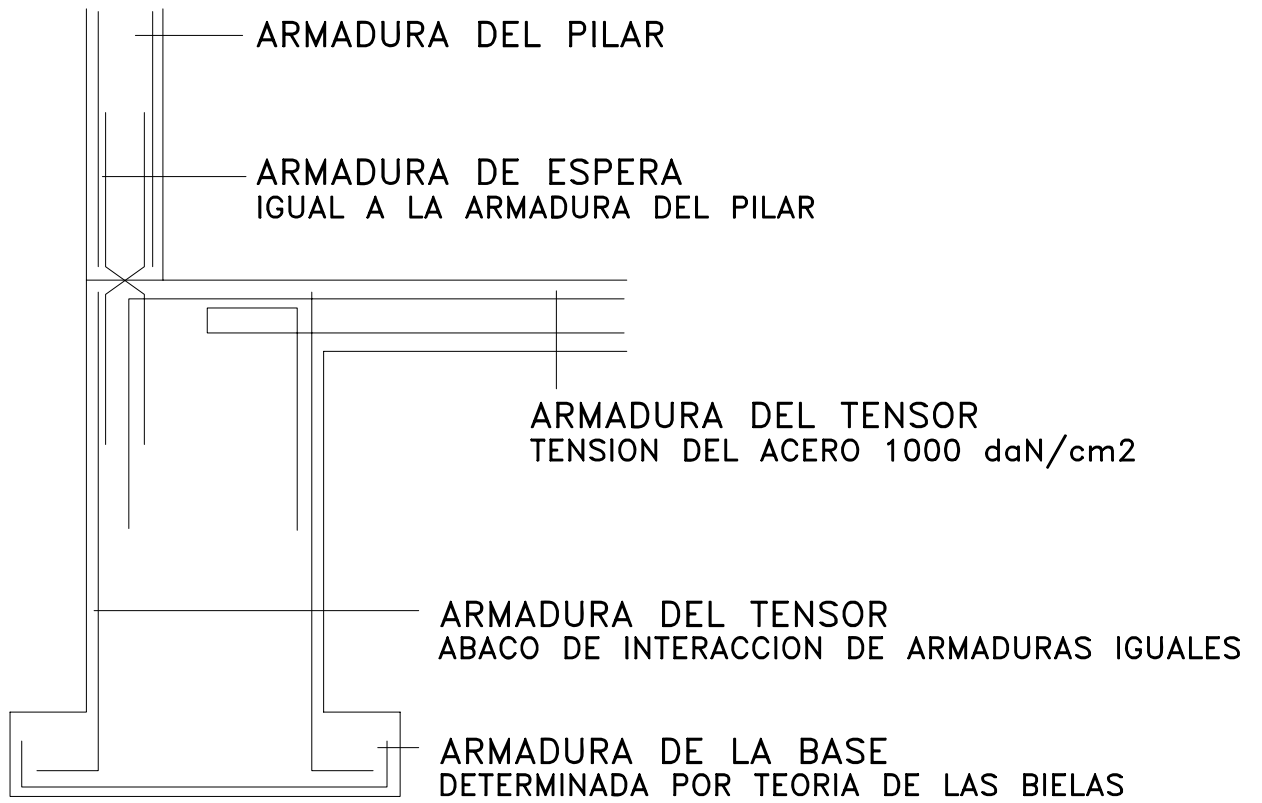 ARMADURA DEL PILAR
ARMADURA DE ESPERA
IGUAL A LA ARMADURA DEL PILAR
ARMADURA DEL TENSOR
TENSION DEL ACERO 1000 daN/cm2
ARMADURA DEL TENSOR
ABACO DE INTERACCION DE ARMADURAS IGUALES
ARMADURA DE LA BASE
DETERMINADA POR TEORIA DE LAS BIELAS